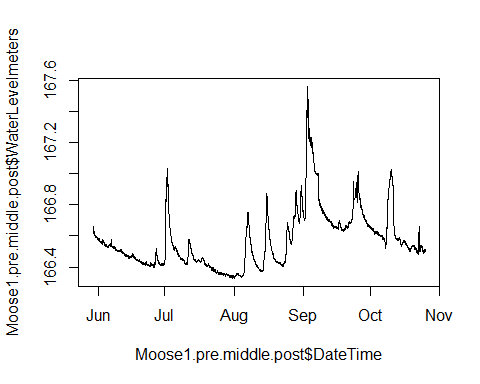 Moose1.pre.middle.post$WaterLevelmeters
167.6
167.2
166.8
166.4
Jun Jul Aug Sep Oct Nov
Moose1.pre.middle.post$DateTime